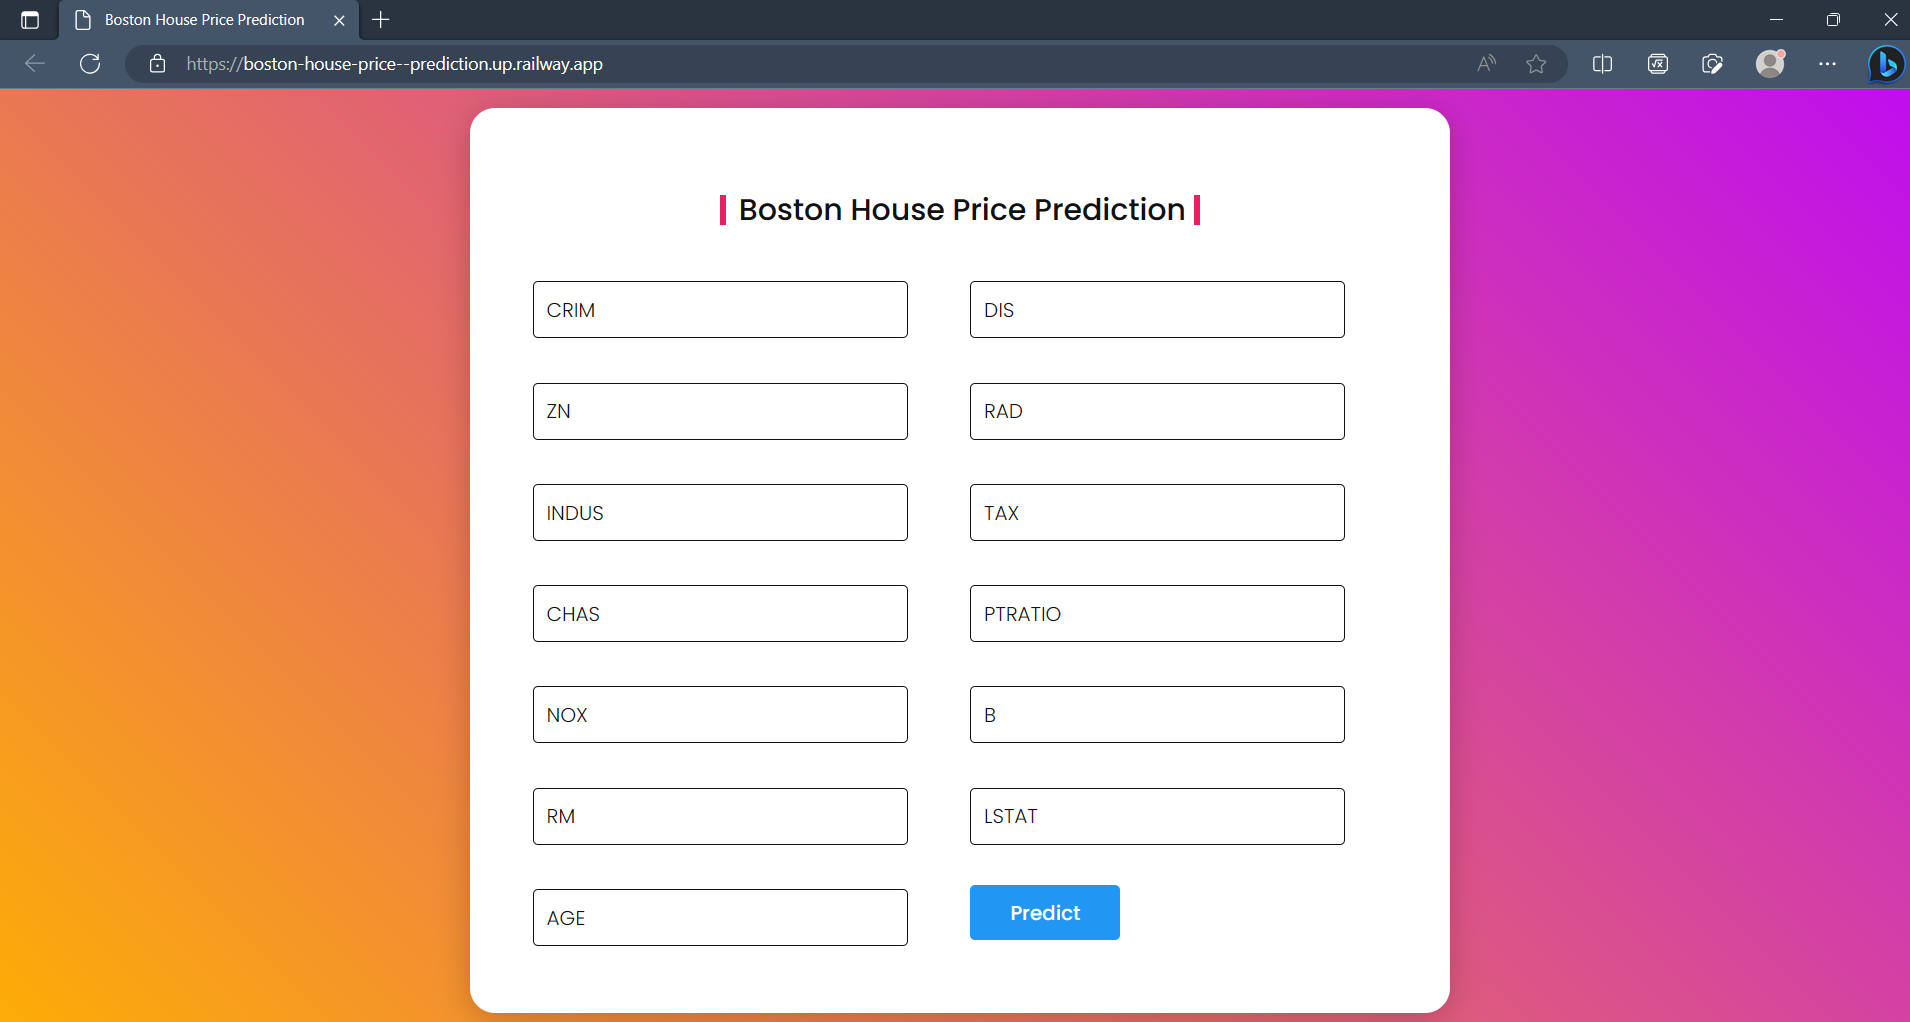 Boston House Price Prediction
https://boston-house-price--prediction.up.railway.app
Boston House Price Prediction
CRIM
DIS
ZN
RAD
INDUS
TAX
CHAS
PTRATIO
NOX
B
RM
LSTAT
AGE
Predict